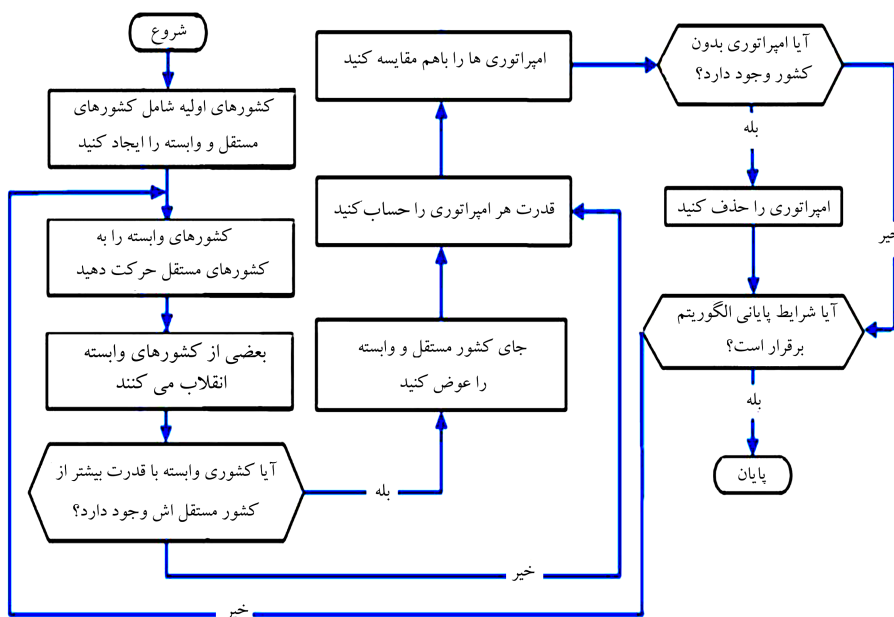 شروع
کشورهای اولیه شامل کشورهای
مستقل و وابسته را ایجاد کنید
کشورهای وابسته را به
کشورهای مستقل حرکت دهید
بعضی از کشورهای وابسته
انقلاب می کنند
آیا کشوری وابسته با قدرت بیشتر از
کشور مستقل اش وجود دارد؟
بله
خیر
جای کشور مستقل و وابسته
را عوض کنید
قدرت هر امپراتوری را حساب کنید
امپراتوری ها را باهم مقایسه کنید
آیا امپراتوری بدون
کشور وجود دارد؟
بله
خیر
امپراتوری را حذف کنید
آیا شرایط پایانی الگوریتم
برقرار است؟
بله
خیر
پایان